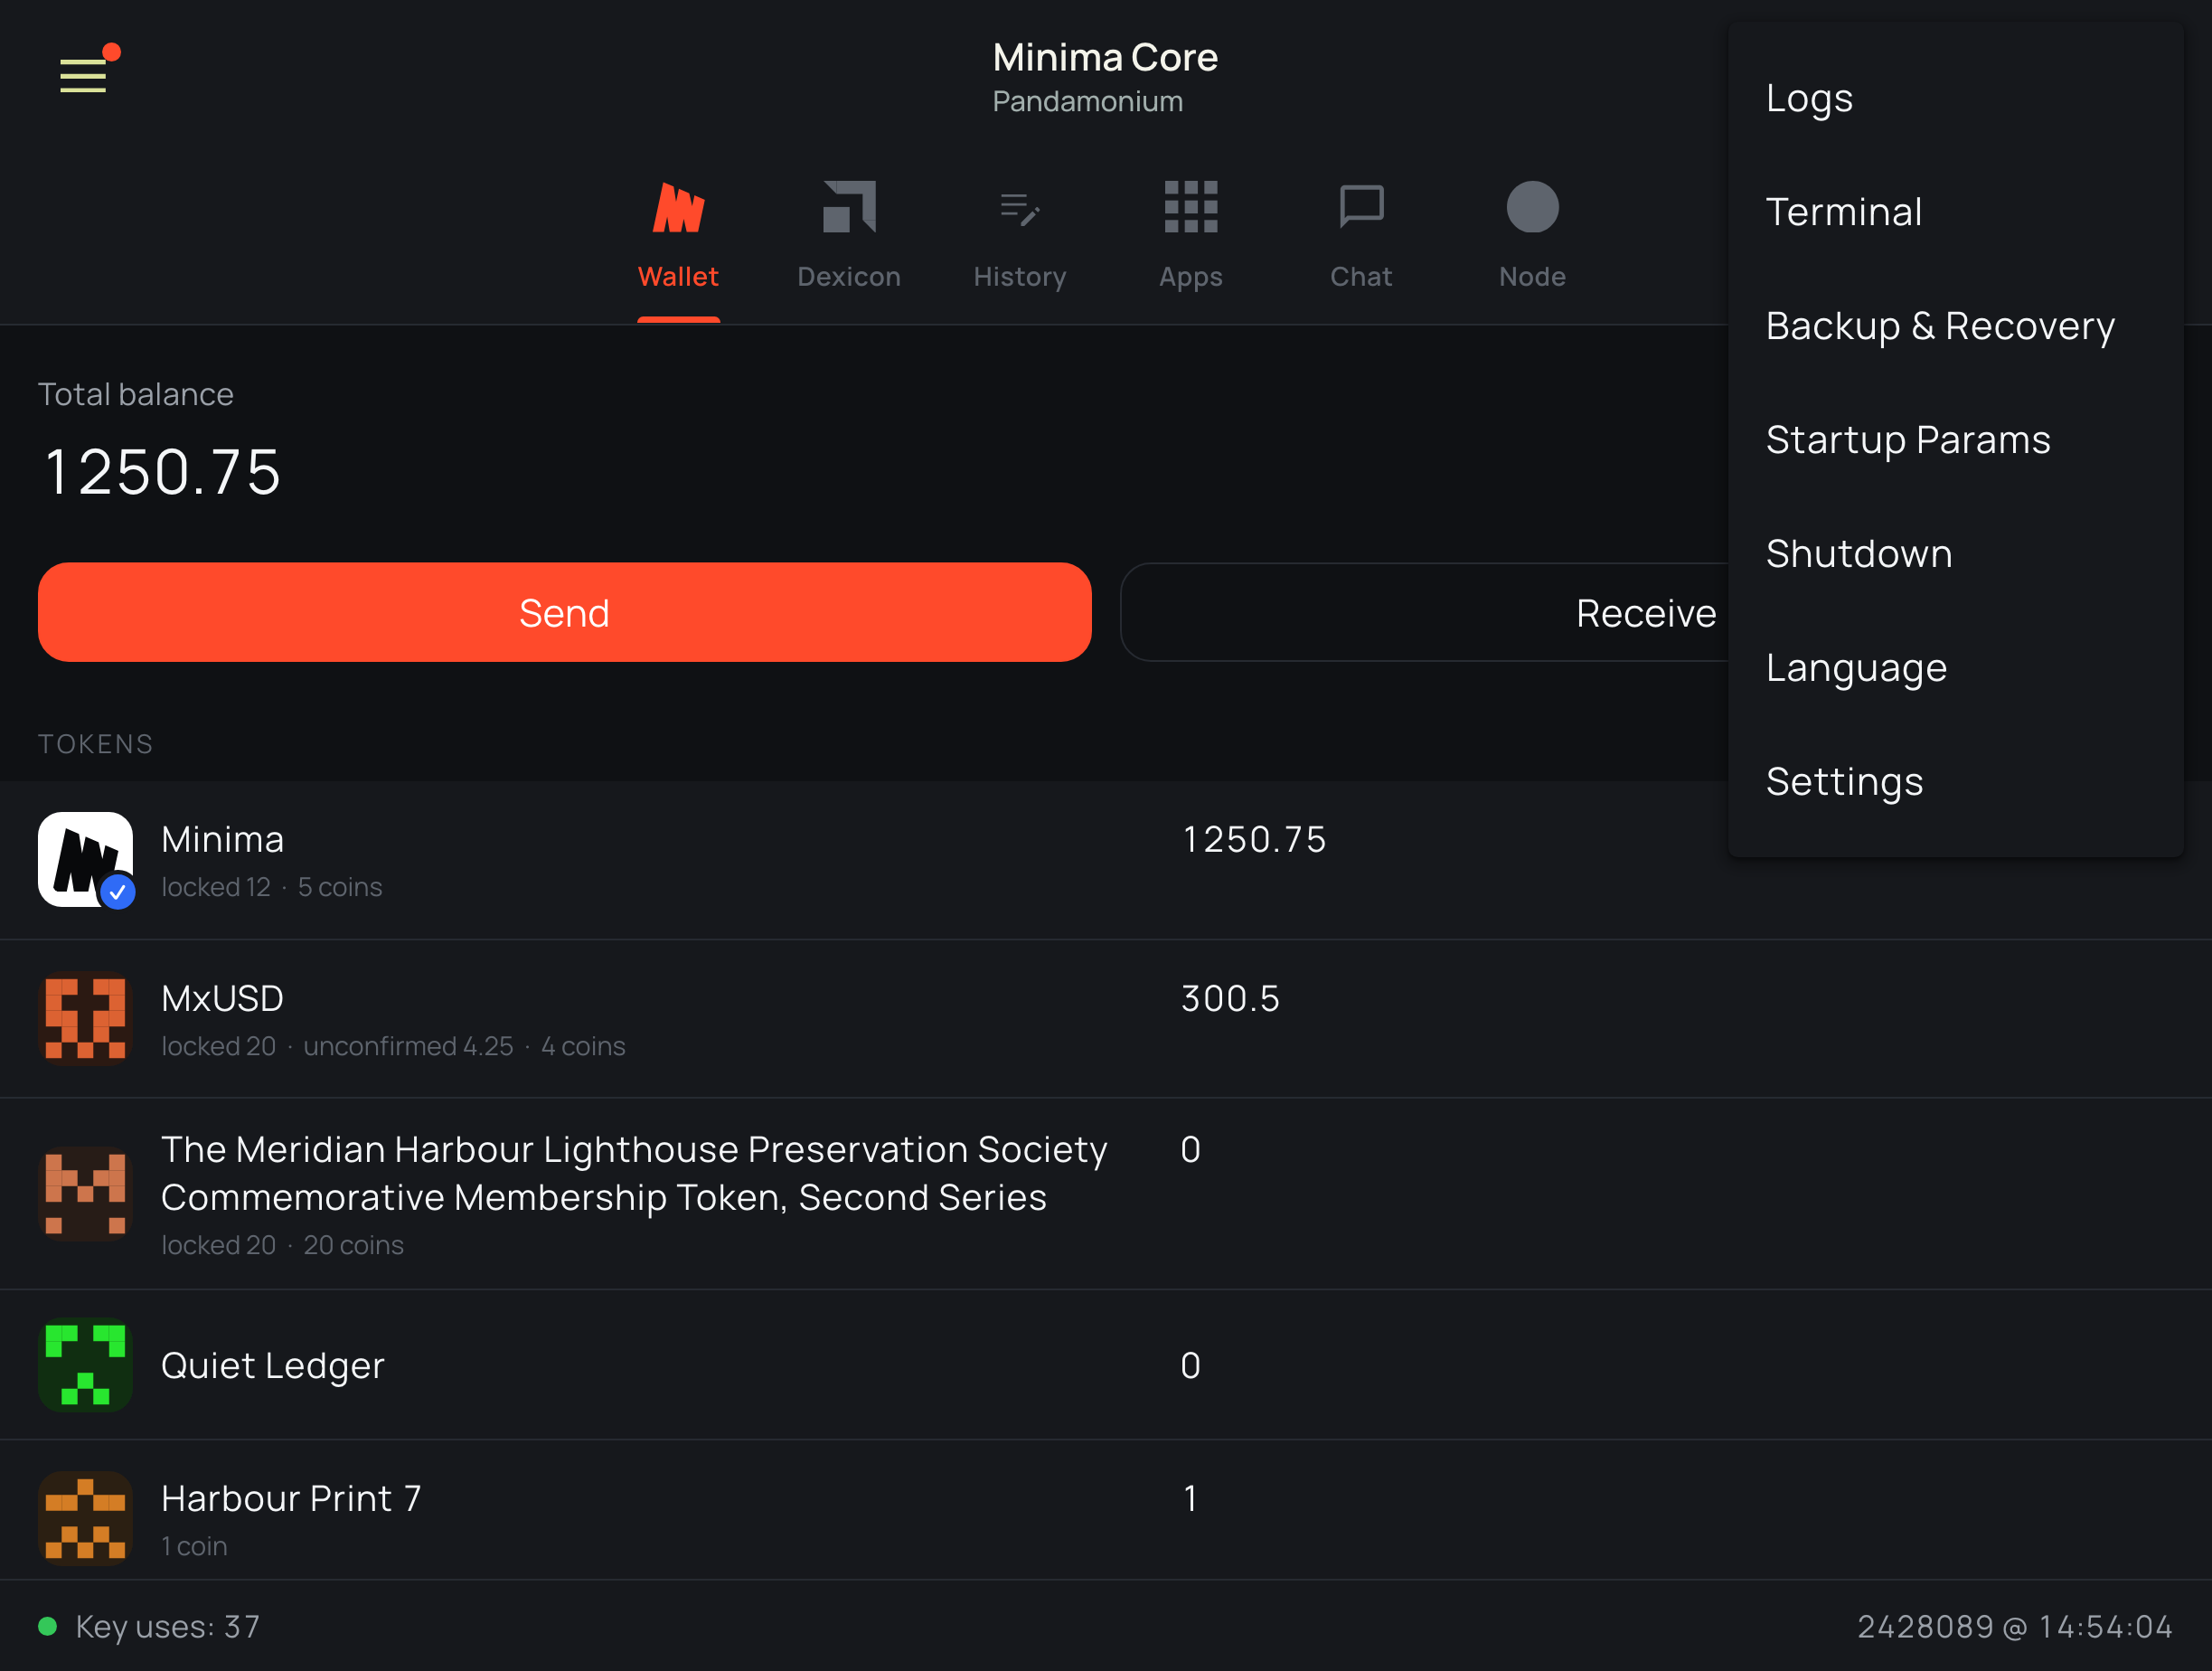 Minima Core
Pandamonium
Wallet
Dexicon
History
Apps
Chat
Node
Logs
Terminal
Backup & Recovery
Startup Params
Shutdown
Language
Settings
Total balance
1250.75
Send
Receive
TOKENS
Minima
1250.75
locked 12 · 5 coins
MxUSD
300.5
locked 20 · unconfirmed 4.25 · 4 coins
The Meridian Harbour Lighthouse Preservation Society
0
Commemorative Membership Token, Second Series
locked 20 · 20 coins
Quiet Ledger
0
Harbour Print 7
1
1 coin
Key uses: 37
2428089 @ 14:54:04